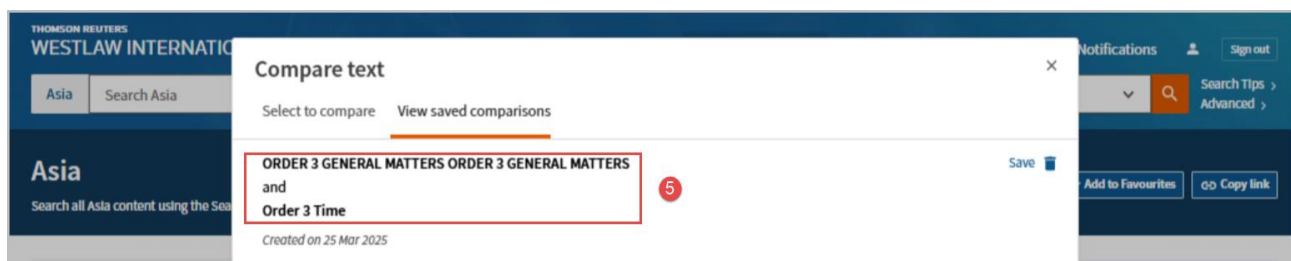 THOMSON REUTERS
WESTLAW INTERNATIO
Asia
Search Asia
Notifications
Sign out
Search Tips
Advanced
Compare text
Select to compare
View saved comparisons
ORDER 3 GENERAL MATTERS ORDER 3 GENERAL MATTERS
and
Order 3 Time
Created on 25 Mar 2025
Save
5
Asia
Search all Asia content using the Sea
Add to Favourites
Copy link